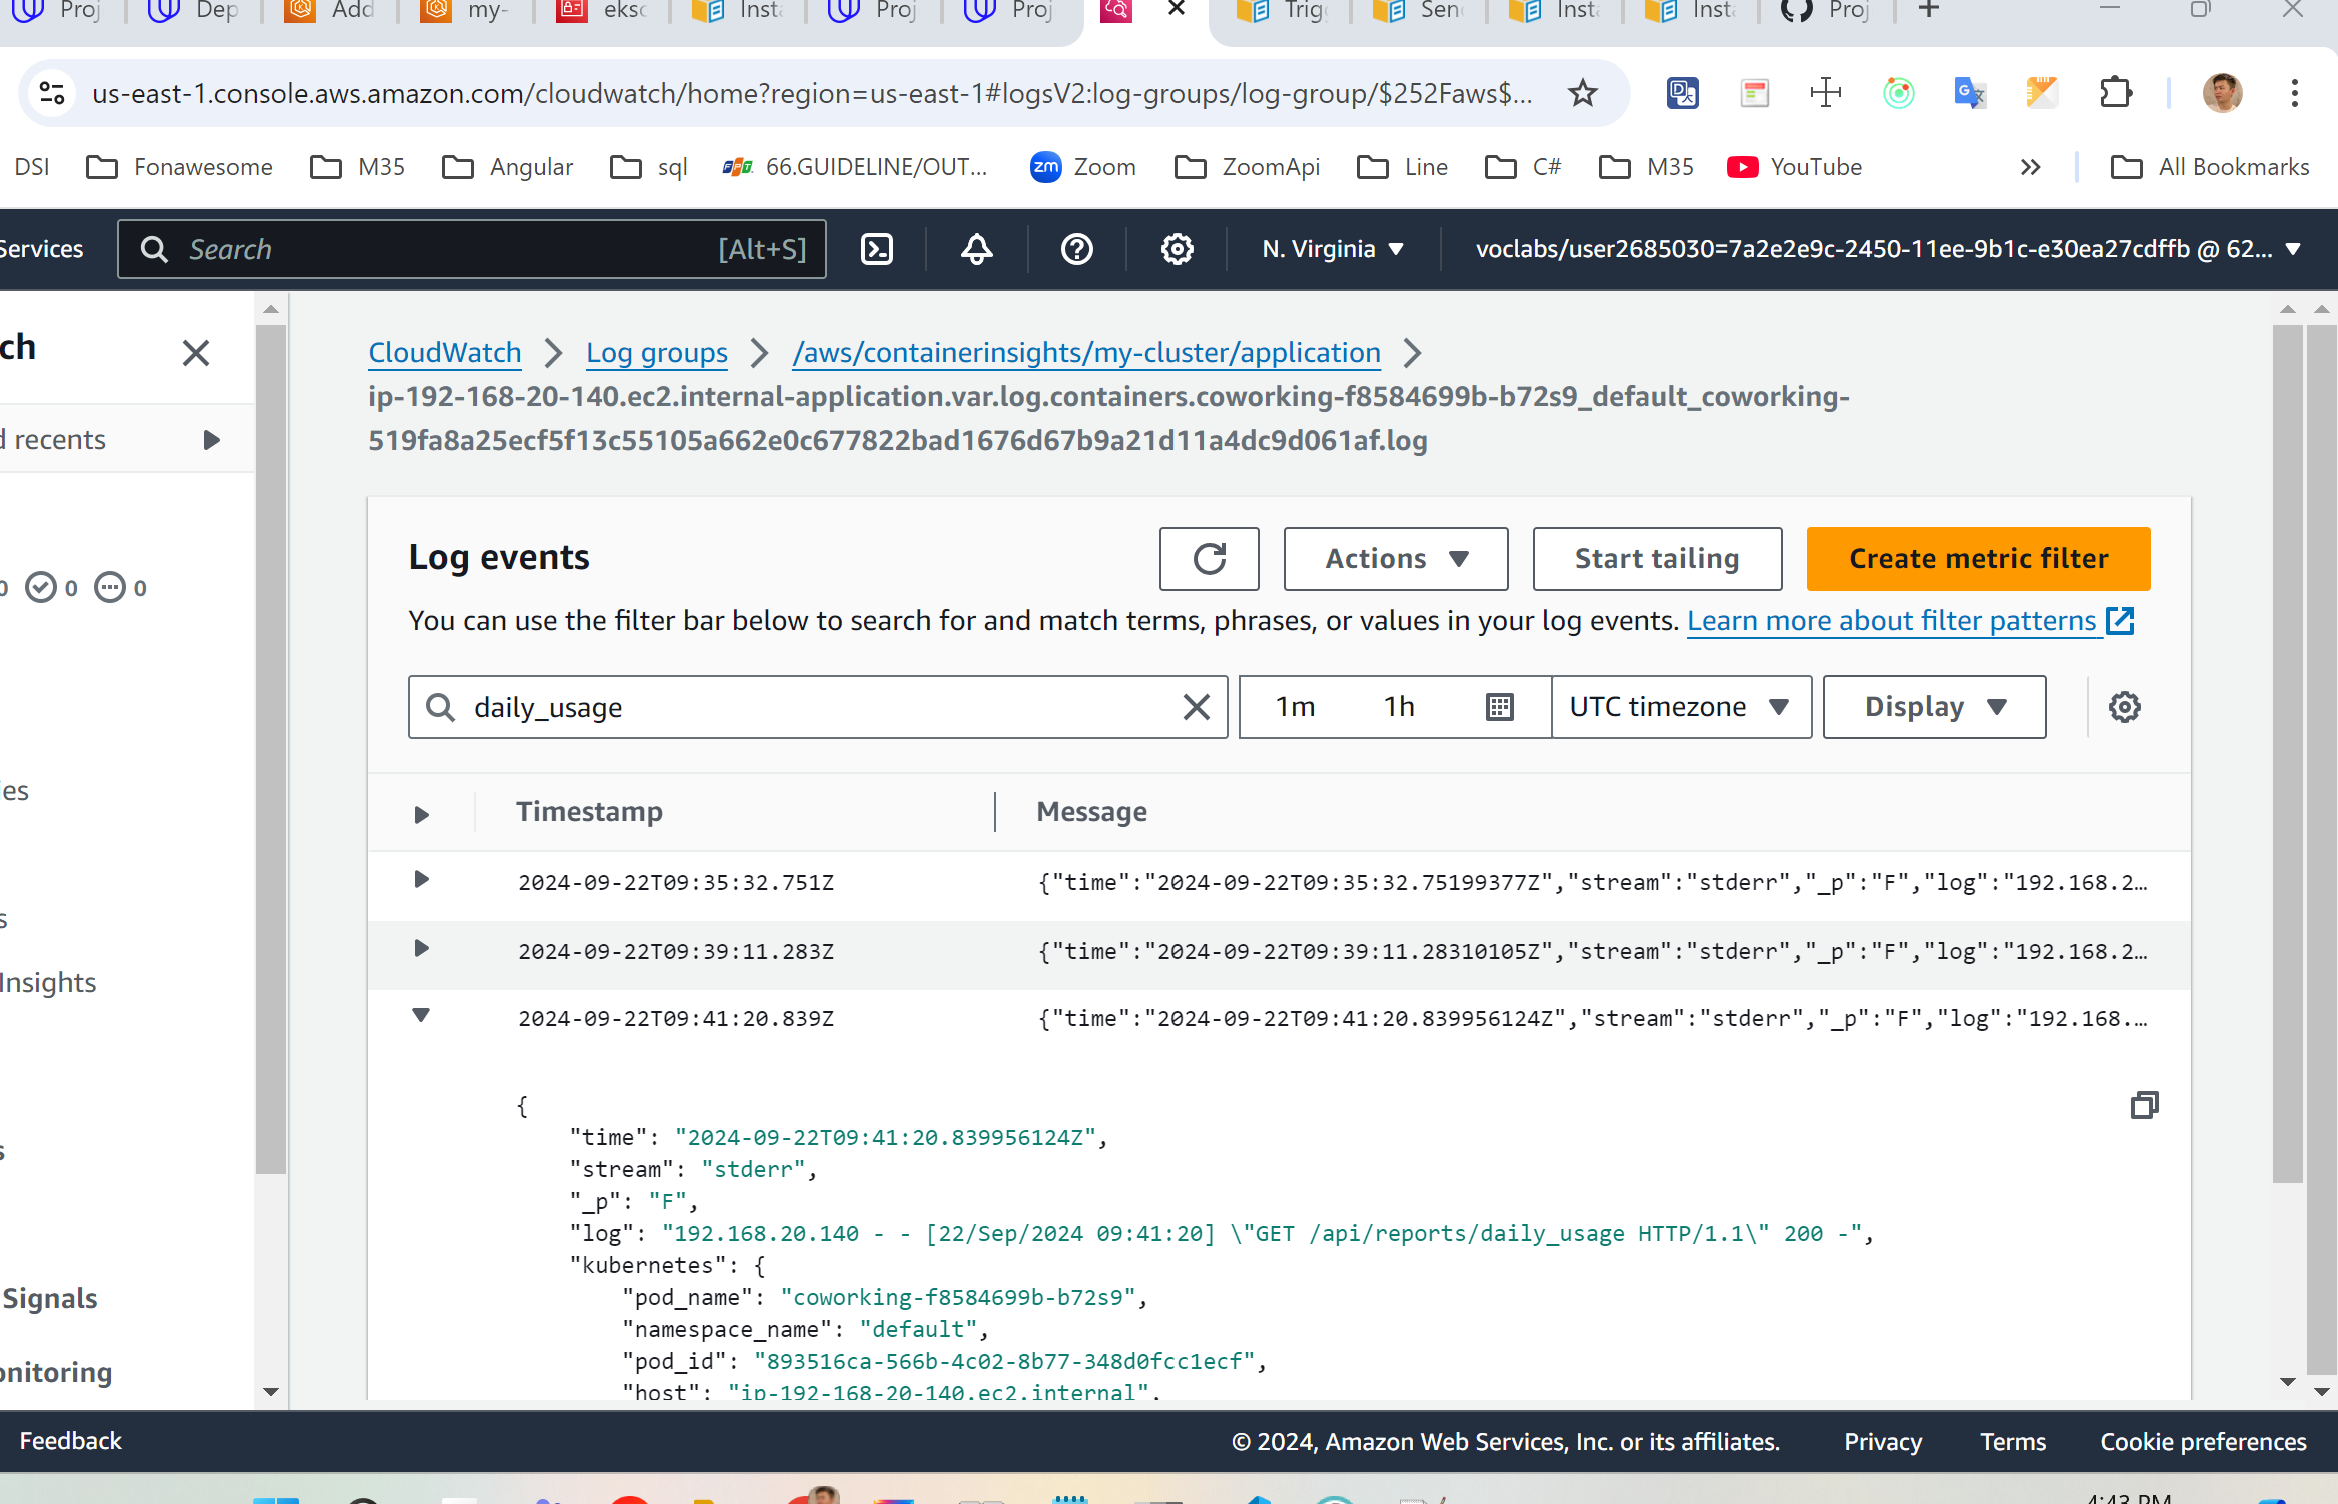 Proj Dep Add my- eksc Insta Proj Proj Trigg Sen Insta Insta Proj
us-east-1.console.aws.amazon.com/cloudwatch/home?region=us-east-1#logsV2:log-groups/log-group/$252Faws$...
DSI Fonawesome M35 Angular sql FPT 66.GUIDELINE/OUT... zm Zoom ZoomApi Line C# M35 YouTube All Bookmarks
Services Search [Alt+S] N. Virginia voclabs/user2685030=7a2e2e9c-2450-11ee-9b1c-e30ea27cdffb @ 62...
ch
CloudWatch Log groups /aws/containerinsights/my-cluster/application
ip-192-168-20-140.ec2.internal-application.var.log.containers.coworking-f8584699b-b72s9_default_coworking-
519fa8a25ecf5f13c55105a662e0c677822bad1676d67b9a21d11a4dc9d061af.log
d recents
0 0 0
ies
s
Insights
s
Signals
onitoring
Log events
Actions Start tailing Create metric filter
You can use the filter bar below to search for and match terms, phrases, or values in your log events. Learn more about filter patterns
daily_usage 1m 1h UTC timezone Display
Timestamp Message
2024-09-22T09:35:32.751Z {"time":"2024-09-22T09:35:32.75199377Z","stream":"stderr","_p":"F","log":"192.168.2…
2024-09-22T09:39:11.283Z {"time":"2024-09-22T09:39:11.28310105Z","stream":"stderr","_p":"F","log":"192.168.2…
2024-09-22T09:41:20.839Z {"time":"2024-09-22T09:41:20.839956124Z","stream":"stderr","_p":"F","log":"192.168.…
{
"time": "2024-09-22T09:41:20.839956124Z",
"stream": "stderr",
"_p": "F",
"log": "192.168.20.140 - - [22/Sep/2024 09:41:20] \"GET /api/reports/daily_usage HTTP/1.1\" 200 -",
"kubernetes": {
"pod_name": "coworking-f8584699b-b72s9",
"namespace_name": "default",
"pod_id": "893516ca-566b-4c02-8b77-348d0fcc1ecf",
"host": "ip-192-168-20-140.ec2.internal",
Feedback © 2024, Amazon Web Services, Inc. or its affiliates. Privacy Terms Cookie preferences
4:43 PM